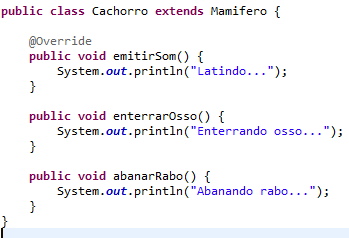 public class Cachorro extends Mamifero {
@Override
public void emitirSom() {
System.out.println("Latindo...");
}
public void enterrarOsso() {
System.out.println("Enterrando osso...");
}
public void abanarRabo() {
System.out.println("Abanando rabo...");
}
}